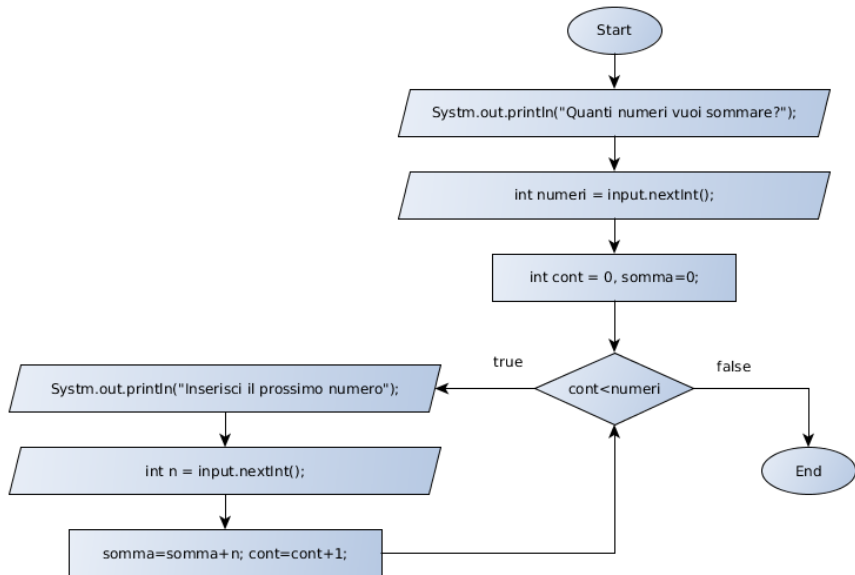 Start
Systm.out.println("Quanti numeri vuoi sommare?");
int numeri = input.nextInt();
int cont = 0, somma=0;
cont<numeri
true
false
Systm.out.println("Inserisci il prossimo numero");
int n = input.nextInt();
somma=somma+n; cont=cont+1;
End